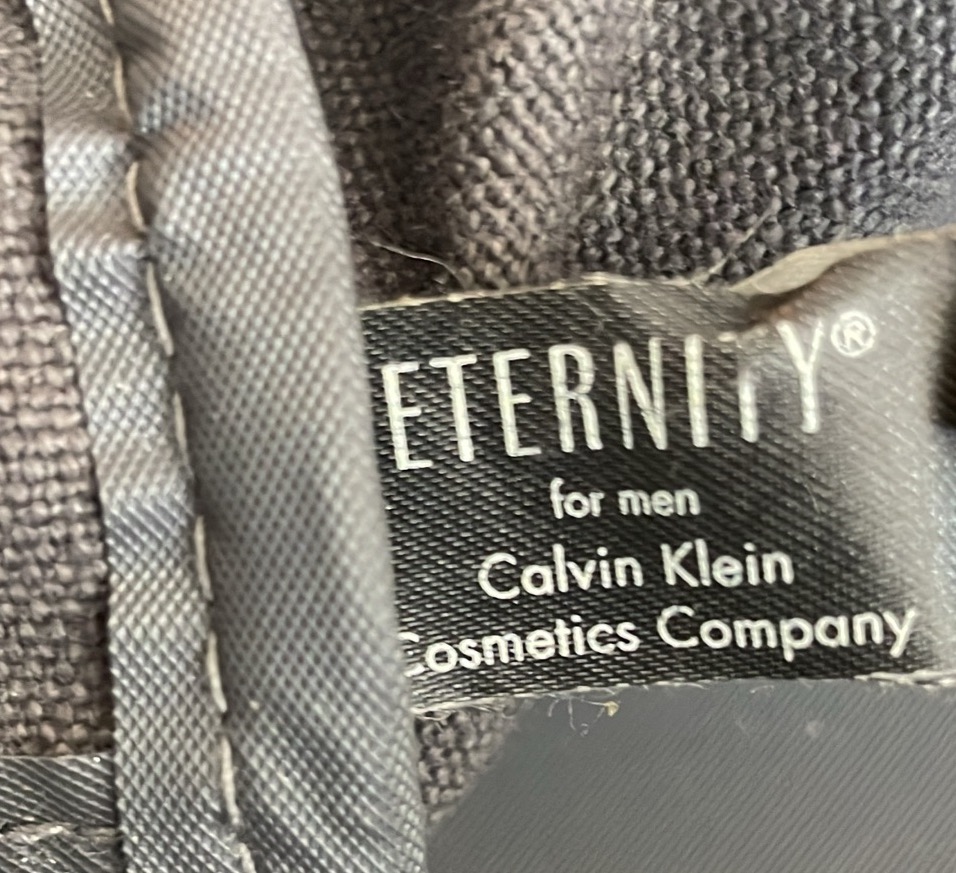 ETERNITY®
for men
Calvin Klein
Cosmetics Company